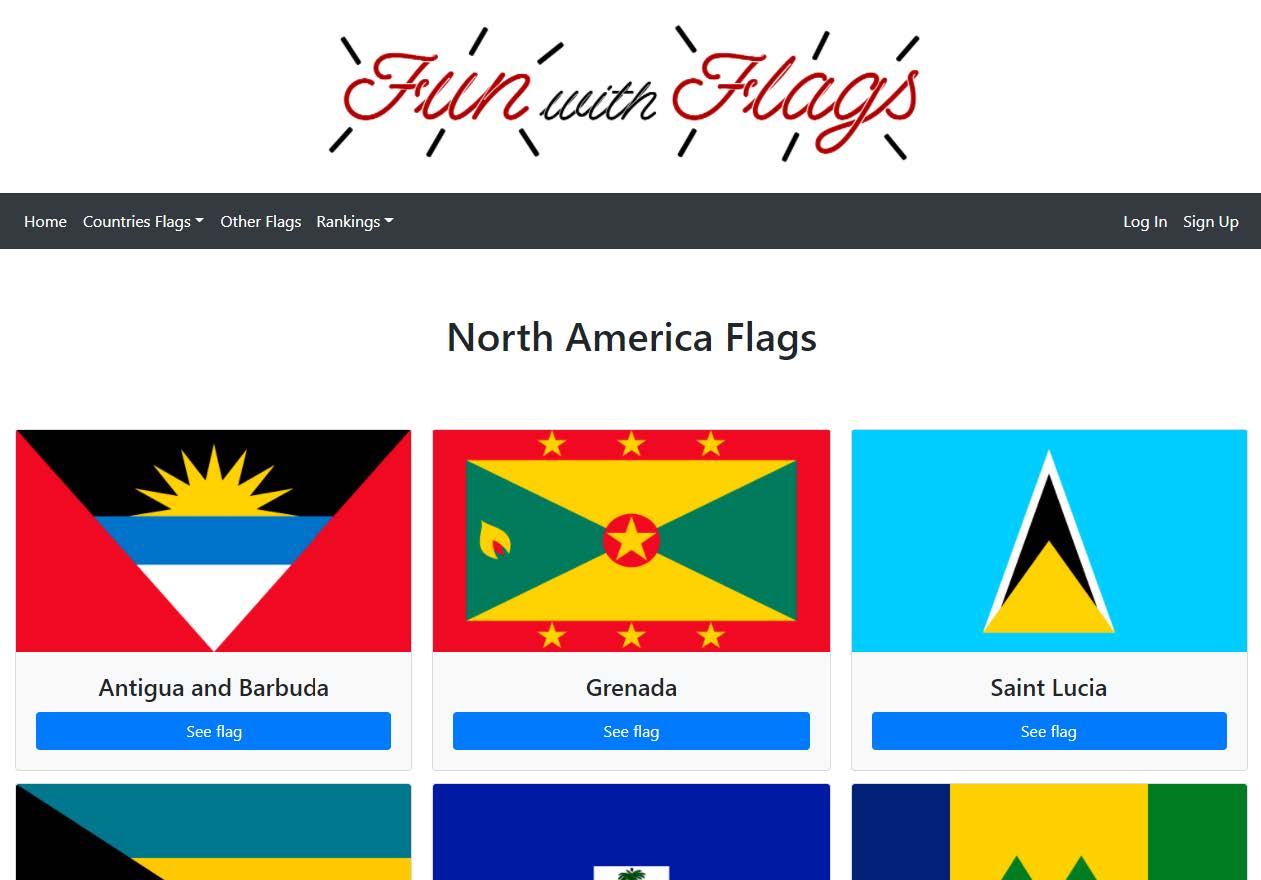 Fun with Flags
Home Countries Flags Other Flags Rankings Log In Sign Up
North America Flags
Antigua and Barbuda Grenada Saint Lucia
See flag See flag See flag